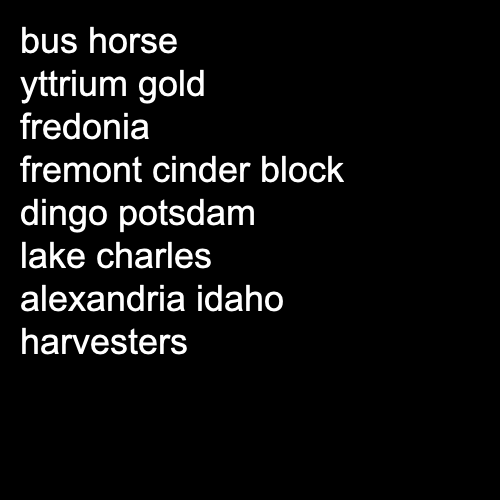 bus horse
yttrium gold
fredonia
fremont cinder block
dingo potsdam
lake charles
alexandria idaho
harvesters